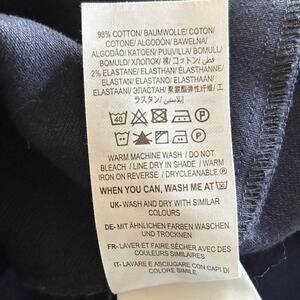 98% COTTON/ BAUMWOLLE/ COTON/
COTONE/ ALGODÓN/ BAWEŁNA/
ALGODÃO/ KATOEN/ PUUVILLA/ BOMULL/
BOMULD/ ХЛОПОК/ 棉/ コットン/ قطن
2% ELASTANE/ ELASTHAN/
ELASTAN/ ELASTANO/ ELASTAAN/
ЭЛАСТАН/ 聚氨酯弹性纤维/ エ
ラスタン/ إيلاستين
40
P
P
WARM MACHINE WASH / DO NOT
BLEACH / LINE DRY IN SHADE / WARM
IRON ON REVERSE / DRYCLEANABLE
WHEN YOU CAN, WASH ME AT
UK- WASH AND DRY WITH SIMILAR
COLOURS
DE- MIT ÄHNLICHEN FARBEN WASCHEN
UND TROCKNEN
FR- LAVER ET FAIRE SÉCHER AVEC DES
COULEURS SIMILAIRES
IT- LAVARE E ASCIUGARE CON CAPI DI
COLORE SIMILE